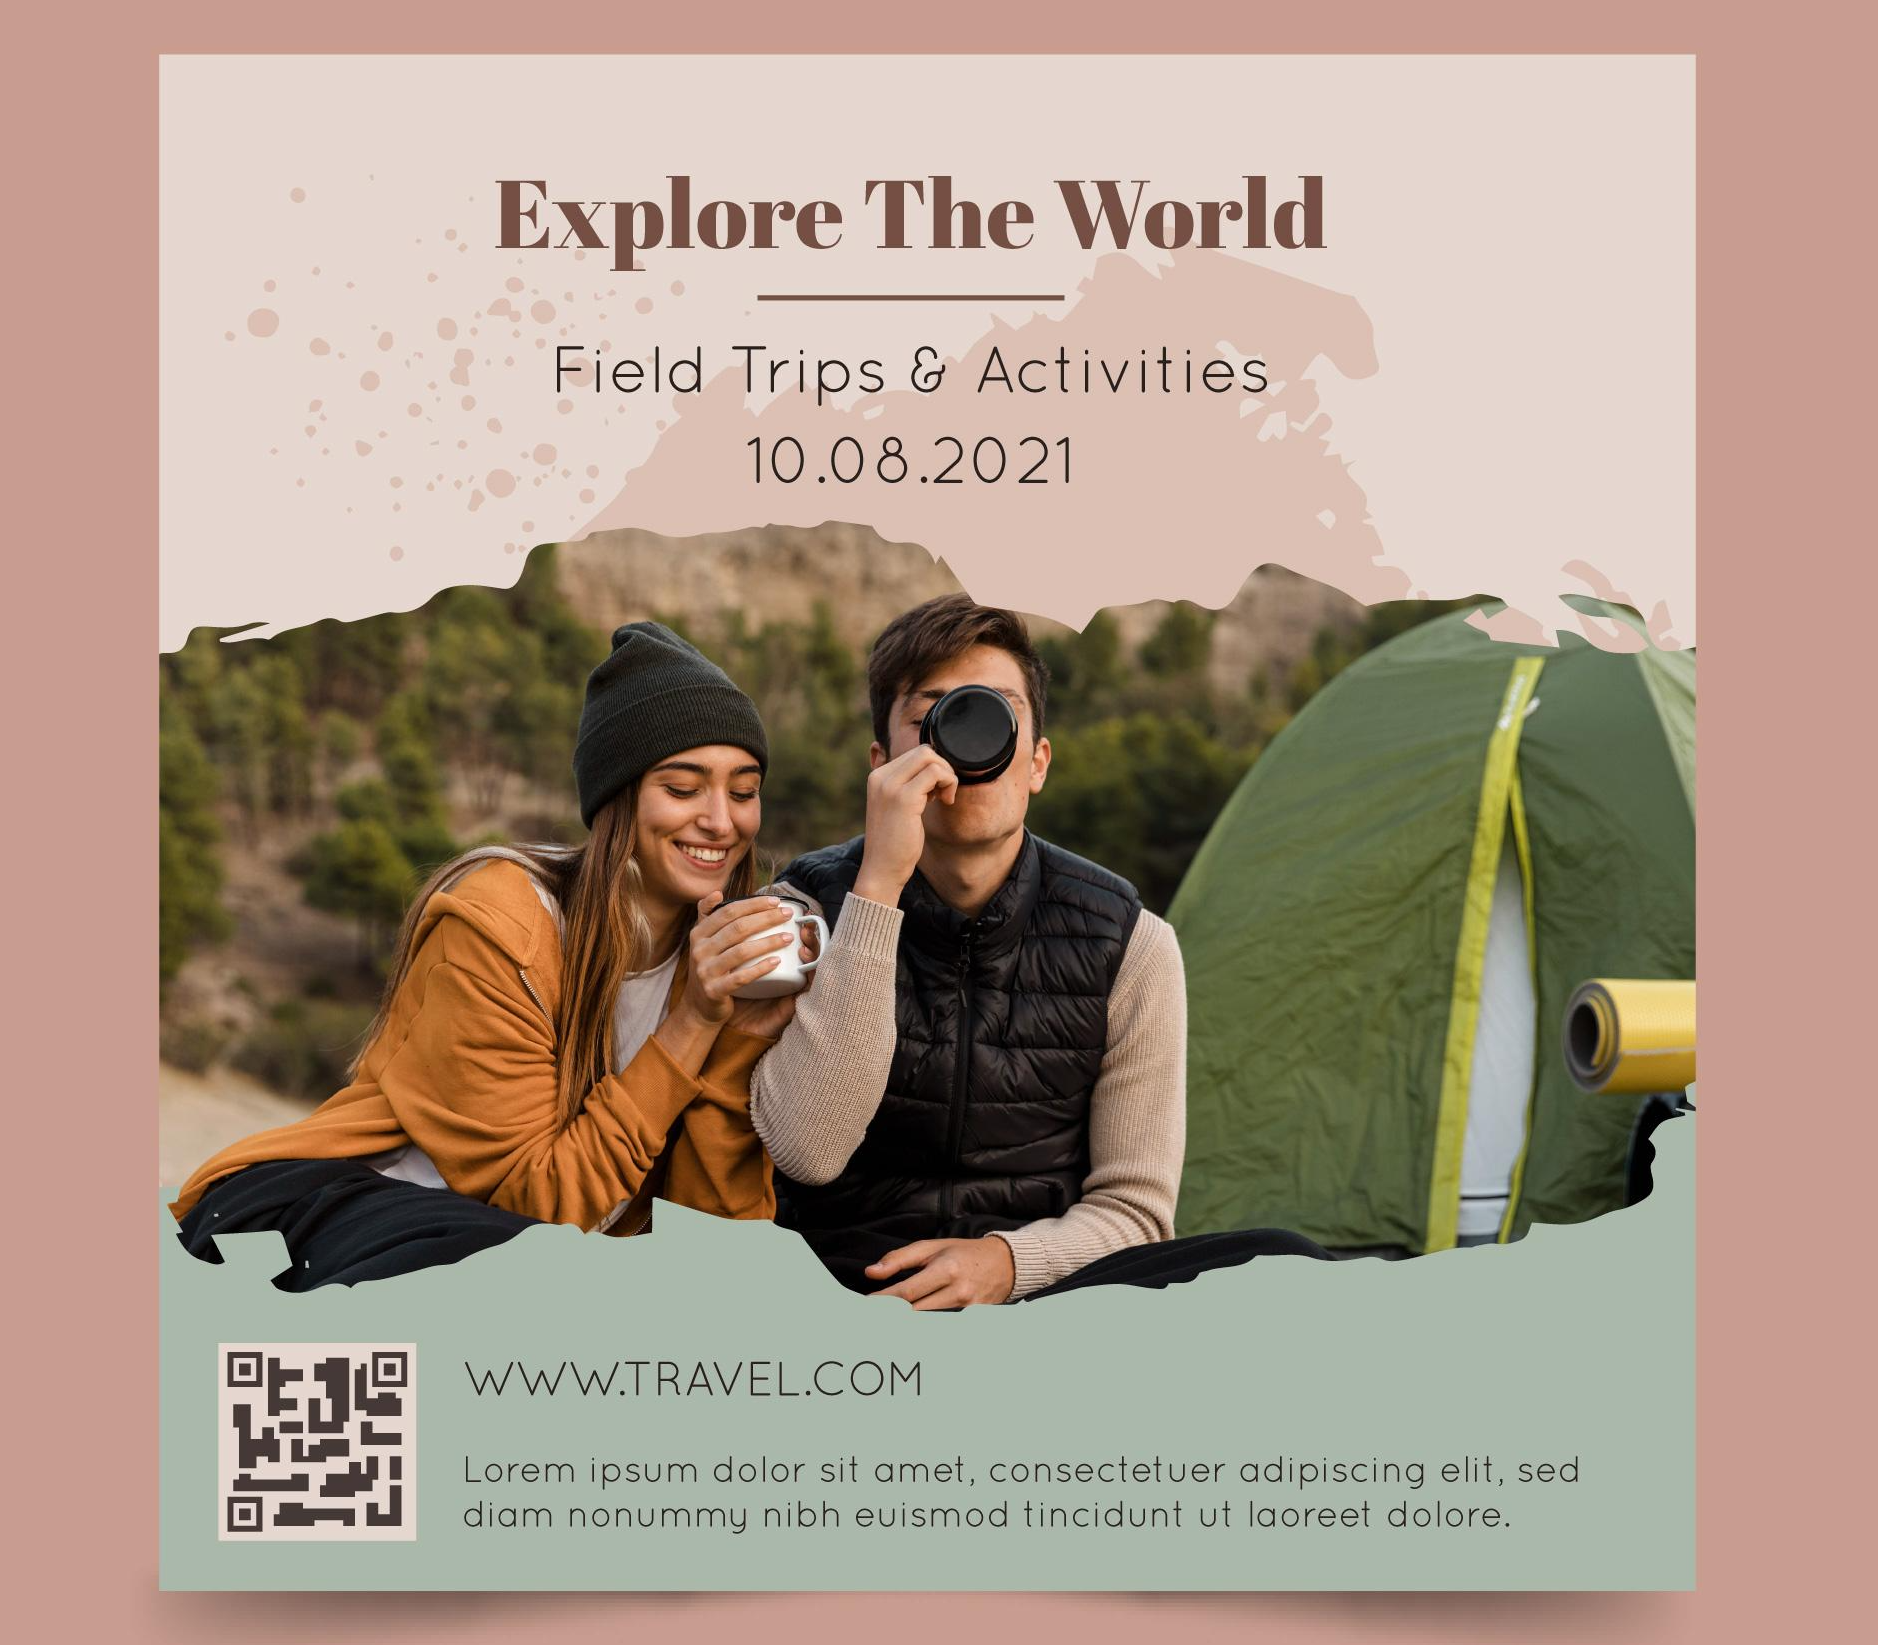 Explore The World
Field Trips & Activities
10.08.2021
WWW.TRAVEL.COM
Lorem ipsum dolor sit amet, consectetuer adipiscing elit, sed
diam nonummy nibh euismod tincidunt ut laoreet dolore.